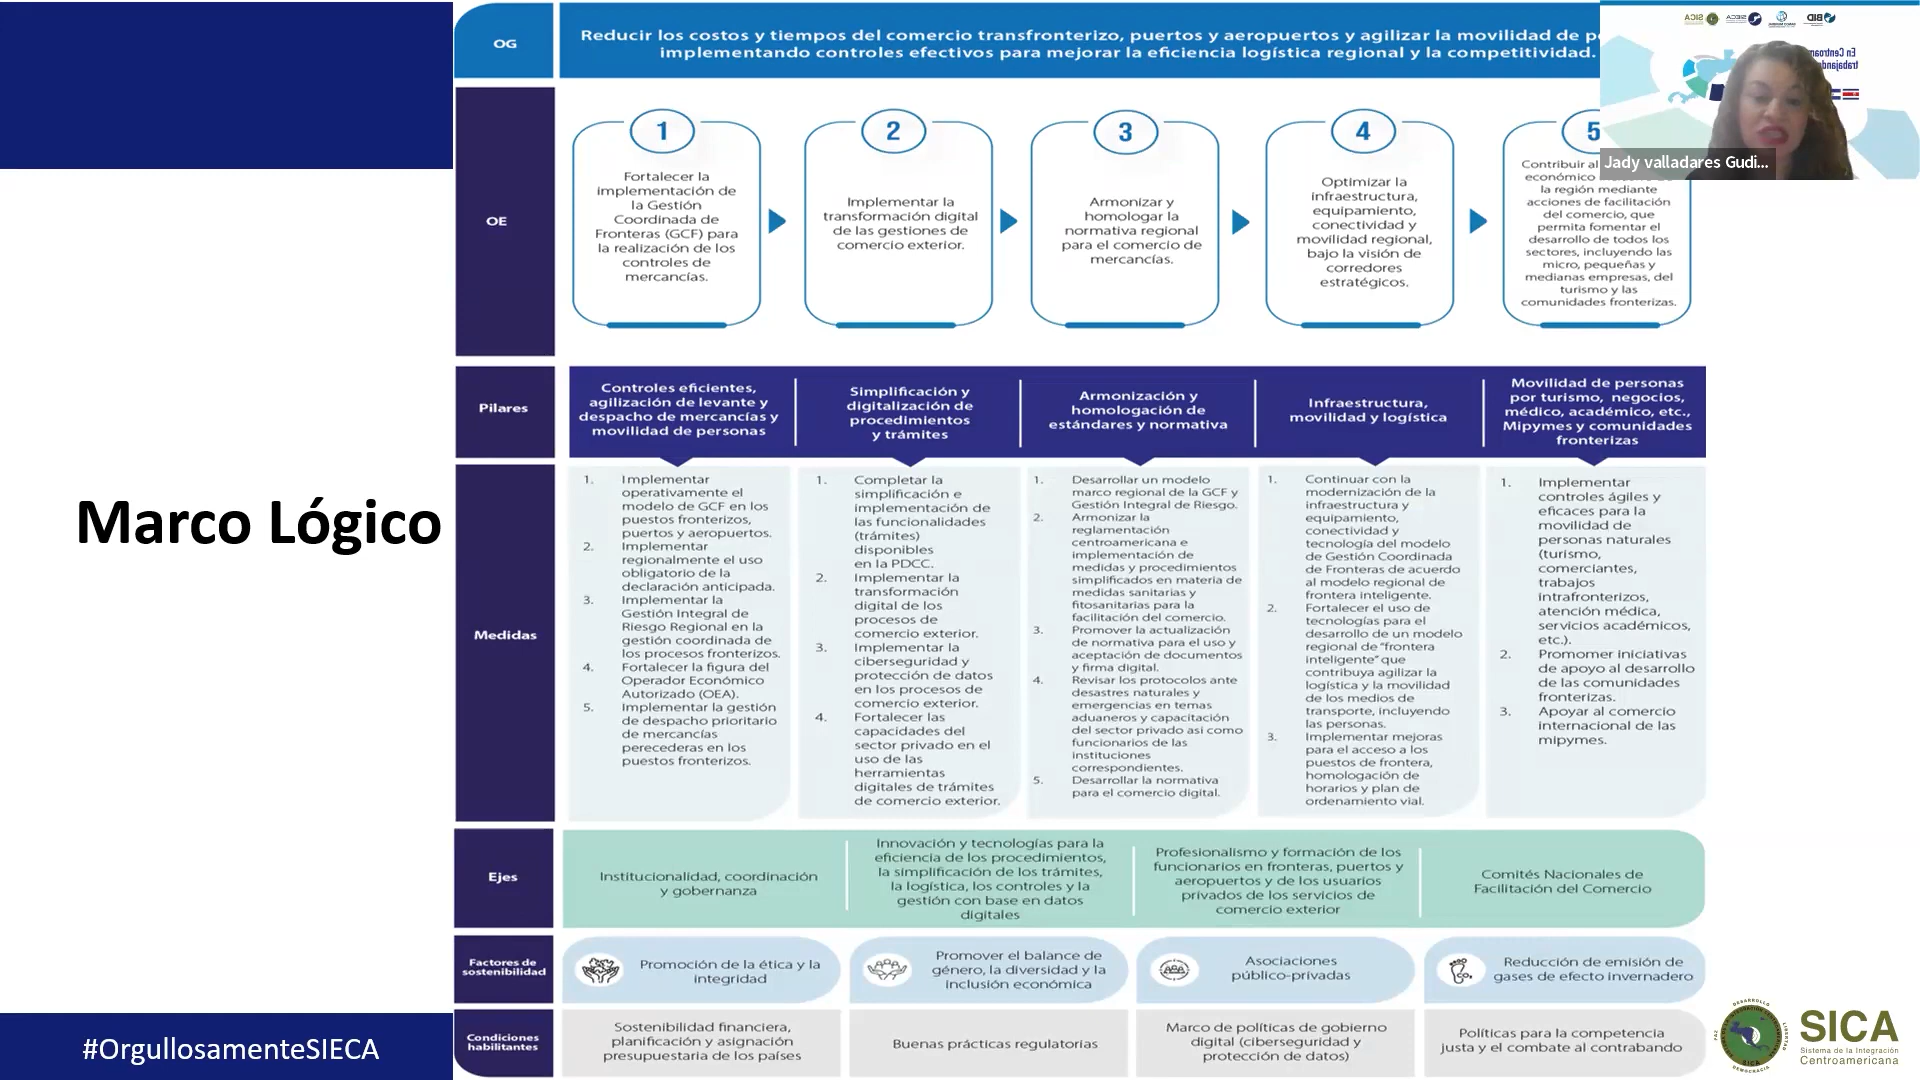 OG
Reducir los costos y tiempos del comercio transfronterizo, puertos y aeropuertos y agilizar la movilidad de
implementando controles efectivos para mejorar la eficiencia logística regional y la competitividad.
OE
1
Fortalecer la
implementación de
la Gestión
Coordinada de
Fronteras (GCF) para
la realización de los
controles de
mercancías.
2
Implementar la
transformación digital
de las gestiones de
comercio exterior.
3
Armonizar y
homologar la
normativa regional
para el comercio de
mercancías.
4
Optimizar la
infraestructura,
equipamiento,
conectividad y
movilidad regional,
bajo la visión de
corredores
estratégicos.
5
Contribuir al
económico
la región mediante
acciones de facilitación
del comercio, que
permita fomentar el
desarrollo de todos los
sectores, incluyendo las
micro, pequeñas y
medianas empresas, del
turismo y las
comunidades fronterizas.
SICA
SIECA
BID
En Centroam
trabajando
Jady valladares Gudi...
Pilares
Controles eficientes,
agilización de levante y
despacho de mercancías y
movilidad de personas
Simplificación y
digitalización de
procedimientos
y trámites
Armonización y
homologación de
estándares y normativa
Infraestructura,
movilidad y logística
Movilidad de personas
por turismo, negocios,
médico, académico, etc.,
Mipymes y comunidades
fronterizas
Marco Lógico
Medidas
1. Implementar
operativamente el
modelo de GCF en los
puestos fronterizos,
puertos y aeropuertos.
2. Implementar
regionalmente el uso
obligatorio de la
declaración anticipada.
3. Implementar la
Gestión Integral de
Riesgo Regional en la
gestión coordinada de
los procesos fronterizos.
4. Fortalecer la figura del
Operador Económico
Autorizado (OEA).
5. Implementar la gestión
de despacho prioritario
de mercancías
perecederas en los
puestos fronterizos.
1. Completar la
simplificación e
implementación de
las funcionalidades
(trámites)
disponibles
en la PDCC.
2. Implementar la
transformación
digital de los
procesos de
comercio exterior.
3. Implementar la
ciberseguridad y
protección de datos
en los procesos de
comercio exterior.
4. Fortalecer las
capacidades del
sector privado en el
uso de las
herramientas
digitales de trámites
de comercio exterior.
1. Desarrollar un modelo
marco regional de la GCF y
Gestión Integral de Riesgo.
2. Armonizar la
reglamentación
centroamericana e
implementación de
medidas y procedimientos
simplificados en materia de
medidas sanitarias y
fitosanitarias para la
facilitación del comercio.
3. Promover la actualización
de normativa para el uso y
aceptación de documentos
y firma digital.
4. Revisar los protocolos ante
desastres naturales y
emergencias en temas
aduaneros y capacitación
del sector privado así como
funcionarios de las
instituciones
correspondientes.
5. Desarrollar la normativa
para el comercio digital.
1. Continuar con la
modernización de la
infraestructura y
equipamiento,
conectividad y
tecnología del modelo
de Gestión Coordinada
de Fronteras de acuerdo
al modelo regional de
frontera inteligente.
2. Fortalecer el uso de
tecnologías para el
desarrollo de un modelo
regional de "frontera
inteligente" que
contribuya agilizar la
logística y la movilidad
de los medios de
transporte, incluyendo
las personas.
3. Implementar mejoras
para el acceso a los
puestos de frontera,
homologación de
horarios y plan de
ordenamiento vial.
1. Implementar
controles ágiles y
eficaces para la
movilidad de
personas naturales
(turismo,
comerciantes,
trabajos
intrafronterizos,
atención médica,
servicios académicos,
etc.).
2. Promomer iniciativas
de apoyo al desarrollo
de las comunidades
fronterizas.
3. Apoyar al comercio
internacional de las
mipymes.
Ejes
Institucionalidad, coordinación
y gobernanza
Innovación y tecnologías para la
eficiencia de los procedimientos,
la simplificación de los trámites,
la logística, los controles y la
gestión con base en datos
digitales
Profesionalismo y formación de los
funcionarios en fronteras, puertos y
aeropuertos y de los usuarios
privados de los servicios de
comercio exterior
Comités Nacionales de
Facilitación del Comercio
Factores de
sostenibilidad
Promoción de la ética y la
integridad
Promover el balance de
género, la diversidad y la
inclusión económica
Asociaciones
público-privadas
Reducción de emisión de
gases de efecto invernadero
Condiciones
habilitantes
Sostenibilidad financiera,
planificación y asignación
presupuestaria de los países
Buenas prácticas regulatorias
Marco de políticas de gobierno
digital (ciberseguridad y
protección de datos)
Políticas para la competencia
justa y el combate al contrabando
#OrgullosamenteSIECA
SICA
Sistema de la Integración
Centroamericana